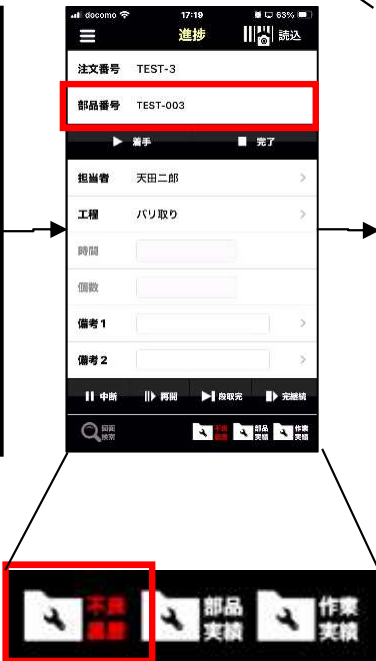 docomo 17:19 63%
進捗 読込
注文番号 TEST-3
部品番号 TEST-003
着手 完了
担当者 天田二郎
工程 バリ取り
時間
個数
備考1
備考2
中断 再開 段取完 完継続
図面
検索
不良 部品 作業
履歴 実績 実績
不良 部品 作業
履歴 実績 実績